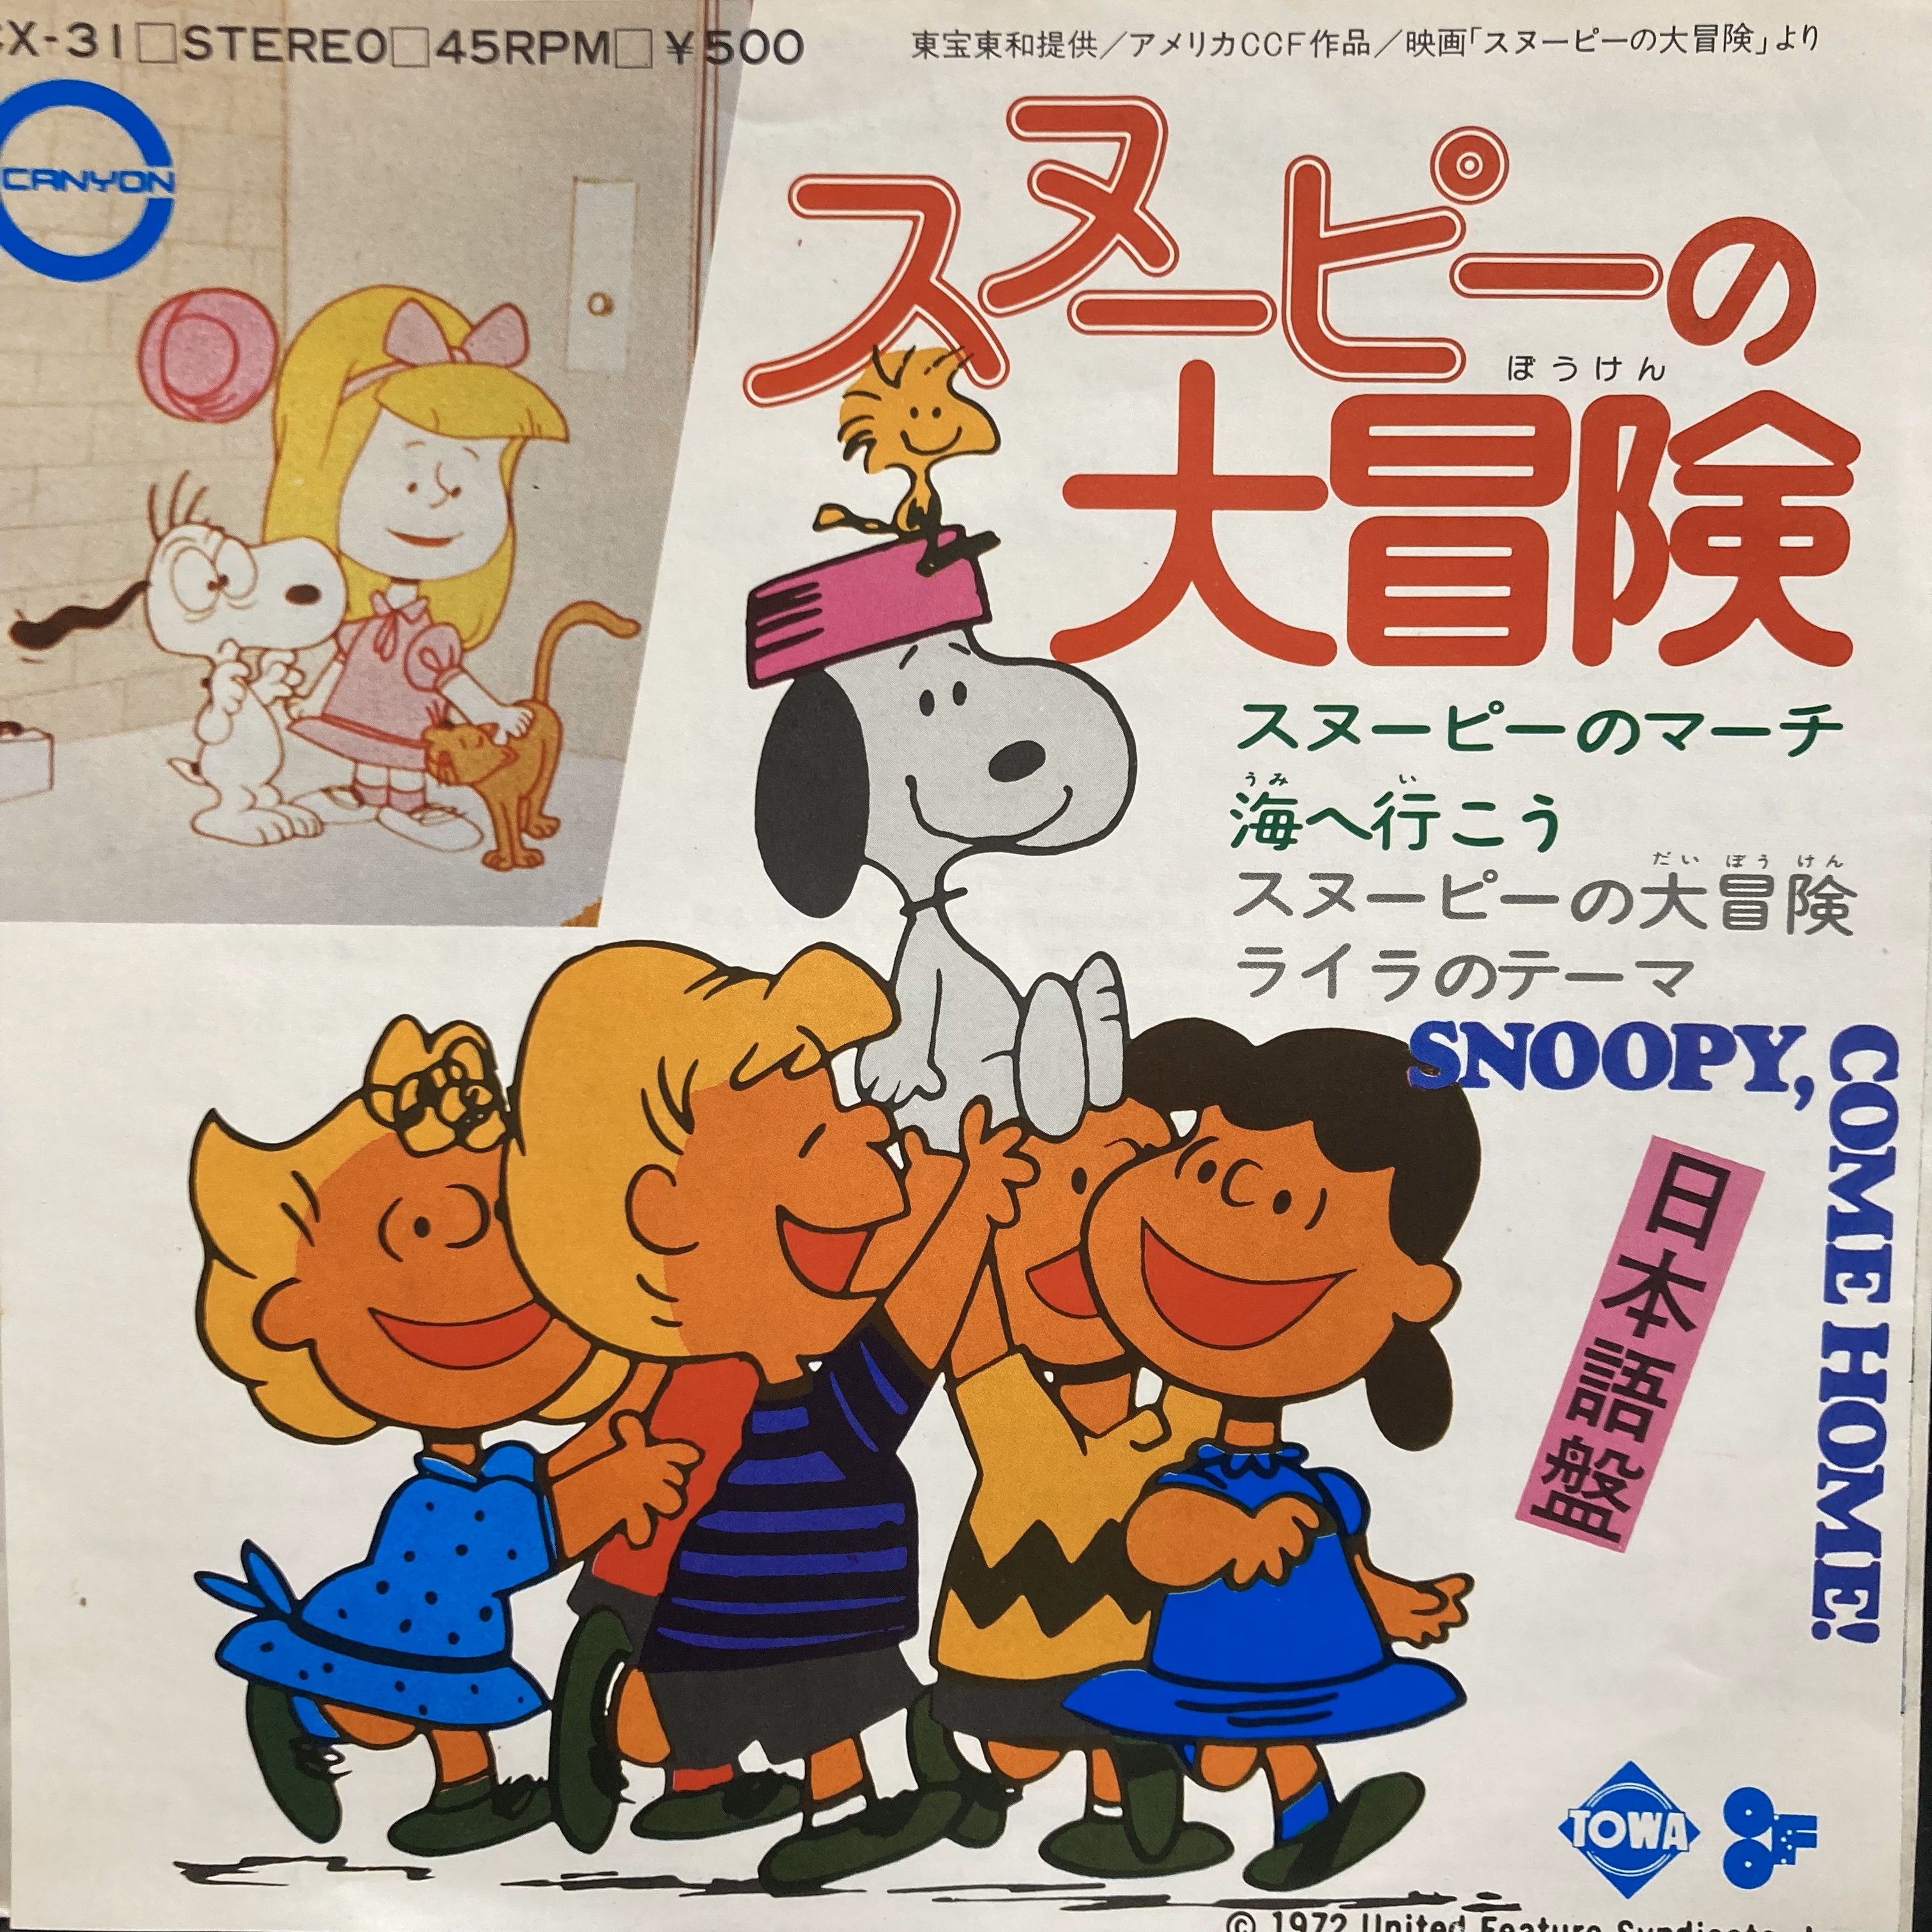 CX-31□STEREO□45RPM□¥500
東宝東和提供／アメリカCCF作品／映画「スヌーピーの大冒険」より
CANYON
スヌーピーの
ぼうけん
大冒険
スヌーピーのマーチ
うみ い
海へ行こう
だい ぼう けん
スヌーピーの大冒険
ライラのテーマ
SNOOPY,
COME HOME!
日本語盤
TOWA
© 1972 United Feature Syndicate, I